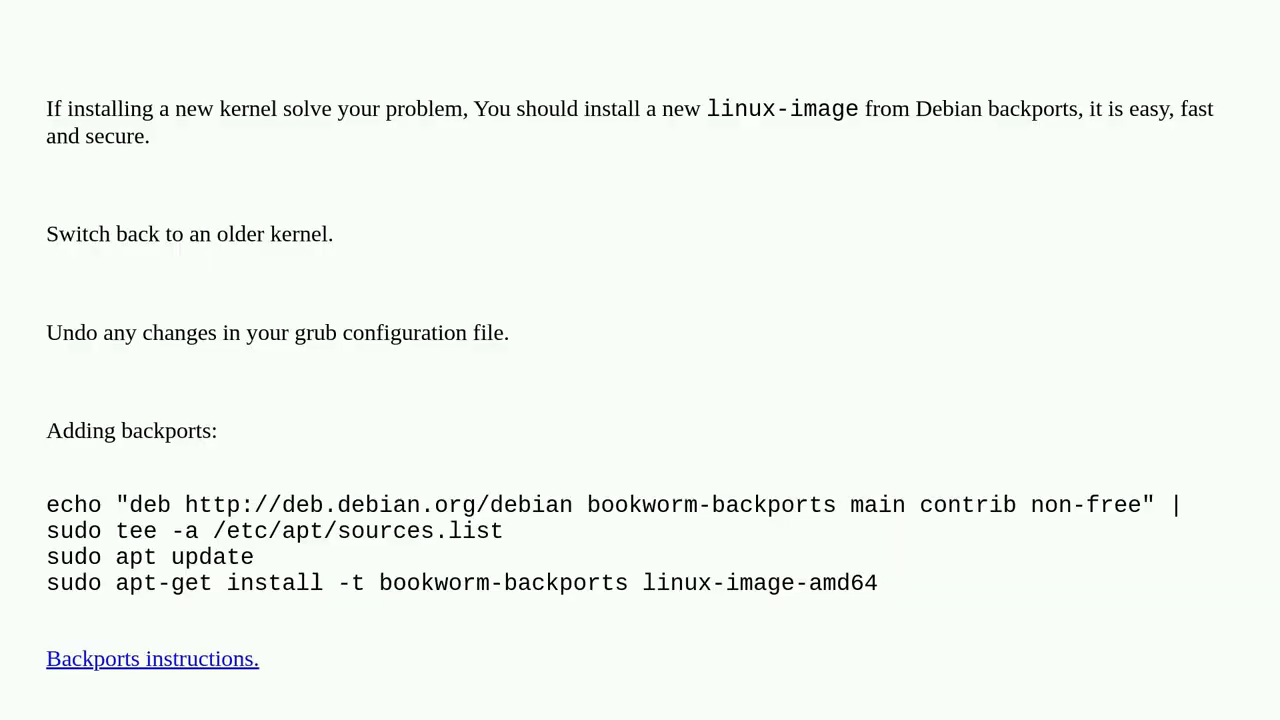 If installing a new kernel solve your problem, You should install a new linux-image from Debian backports, it is easy, fast
and secure.
Switch back to an older kernel.
Undo any changes in your grub configuration file.
Adding backports:
echo "deb http://deb.debian.org/debian bookworm-backports main contrib non-free" |
sudo tee -a /etc/apt/sources.list
sudo apt update
sudo apt-get install -t bookworm-backports linux-image-amd64
Backports instructions.